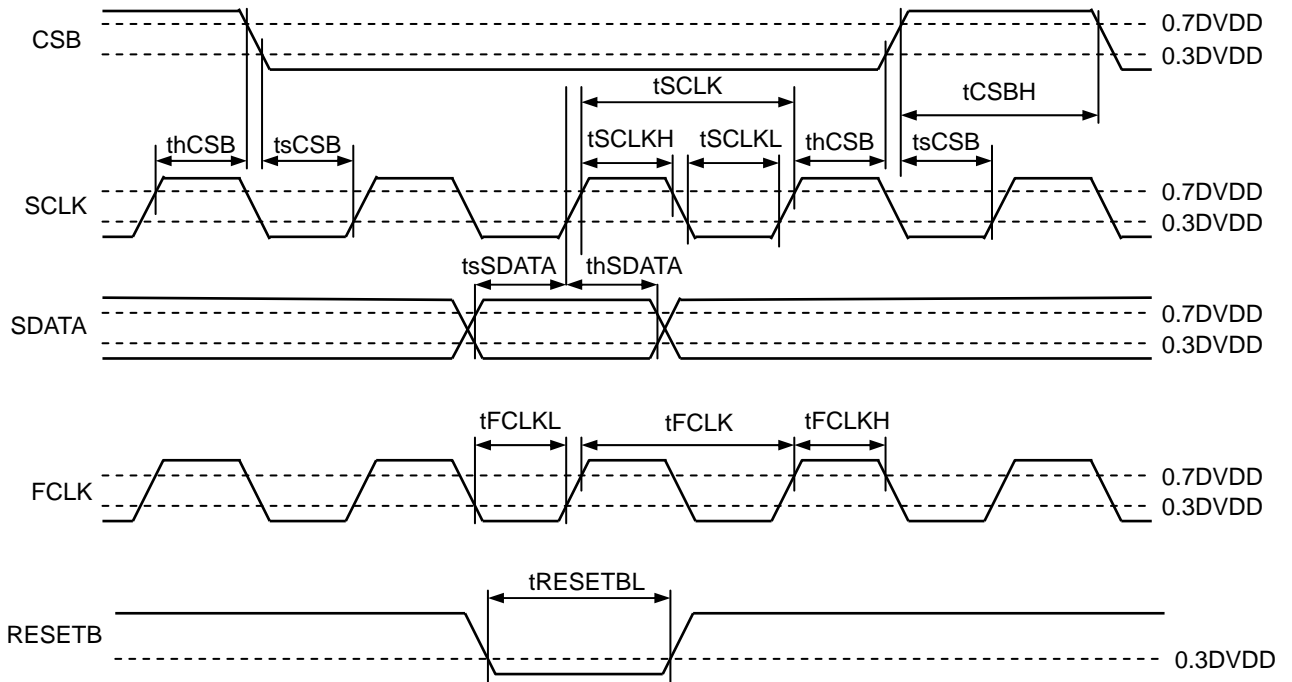 CSB
0.7DVDD
0.3DVDD
tSCLK
tCSBH
thCSB
tsCSB
tSCLKH
tSCLKL
thCSB
tsCSB
SCLK
0.7DVDD
0.3DVDD
tsSDATA
thSDATA
SDATA
0.7DVDD
0.3DVDD
tFCLKL
tFCLK
tFCLKH
FCLK
0.7DVDD
0.3DVDD
tRESETBL
RESETB
0.3DVDD